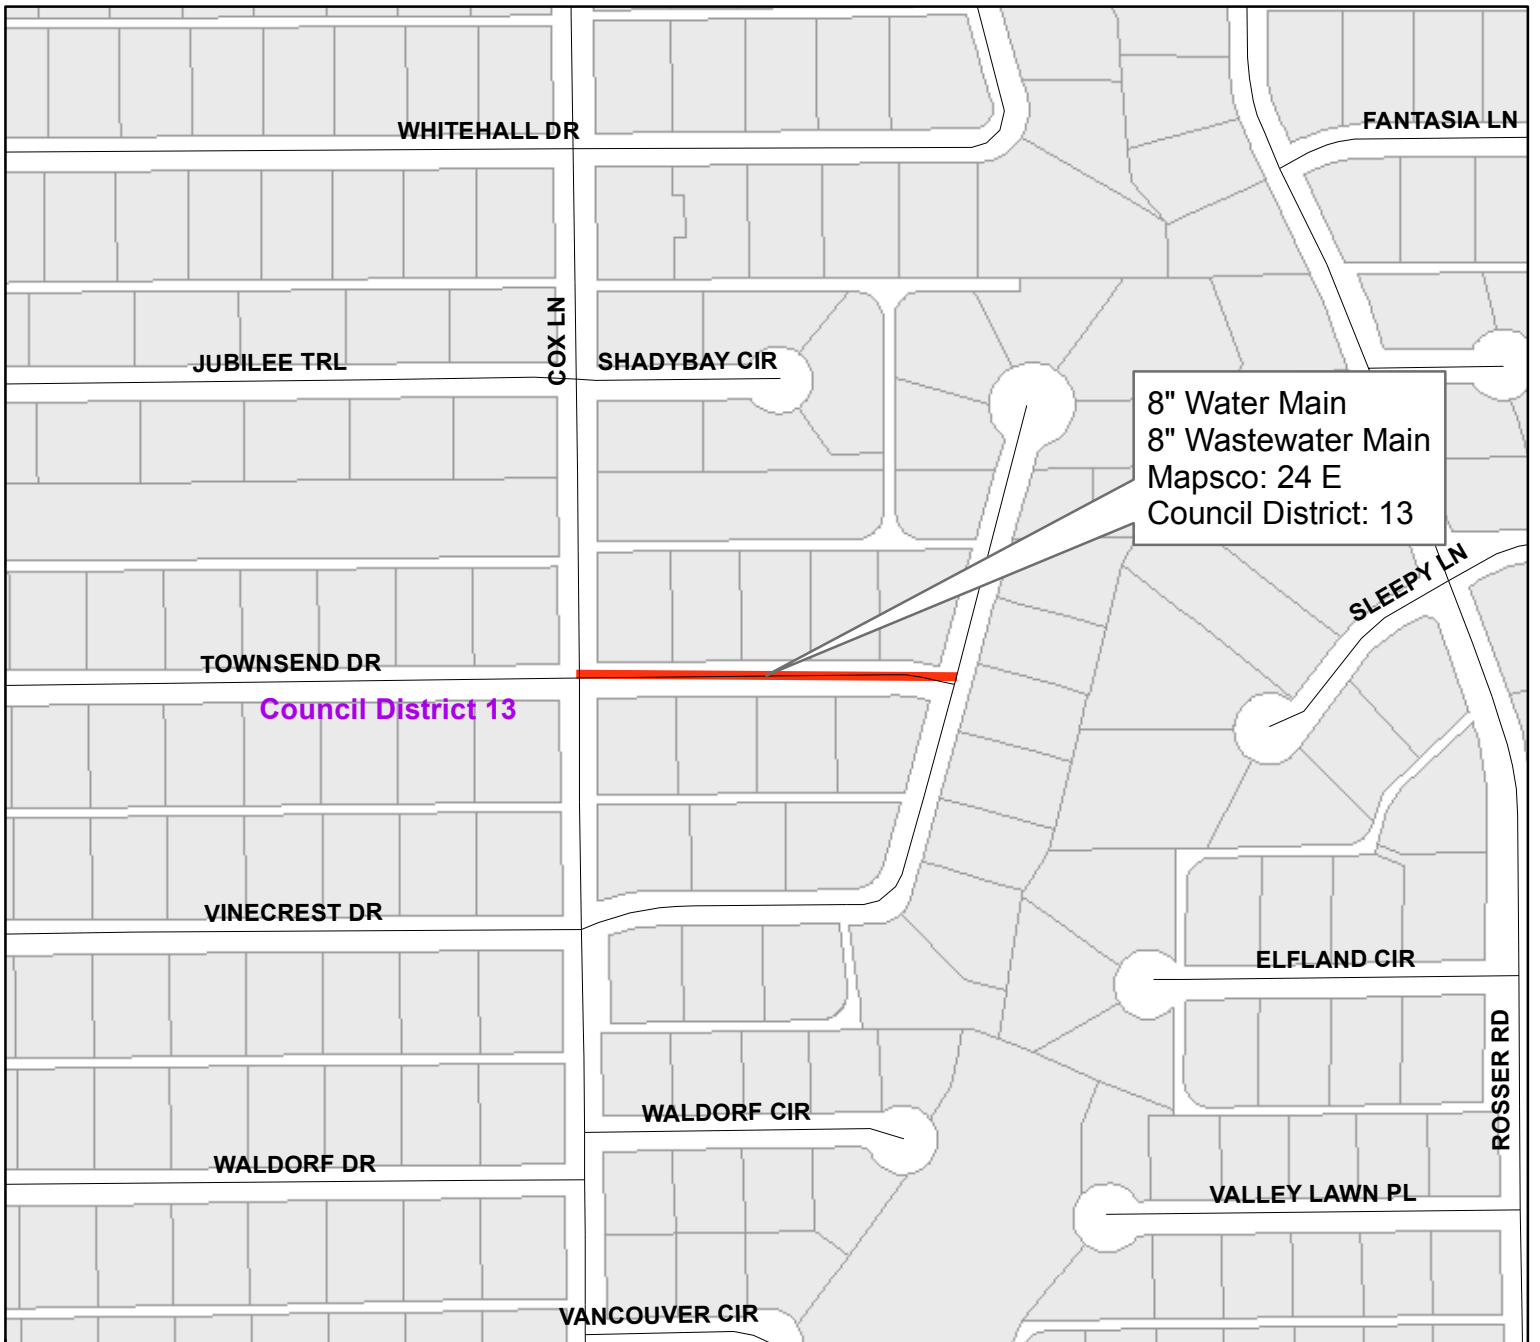 WHITEHALL DR
FANTASIA LN
COX LN
JUBILEE TRL
SHADYBAY CIR
8" Water Main
8" Wastewater Main
Mapsco: 24 E
Council District: 13
SLEEPY LN
TOWNSEND DR
Council District 13
VINECREST DR
ELFLAND CIR
ROSSER RD
WALDORF CIR
WALDORF DR
VALLEY LAWN PL
VANCOUVER CIR